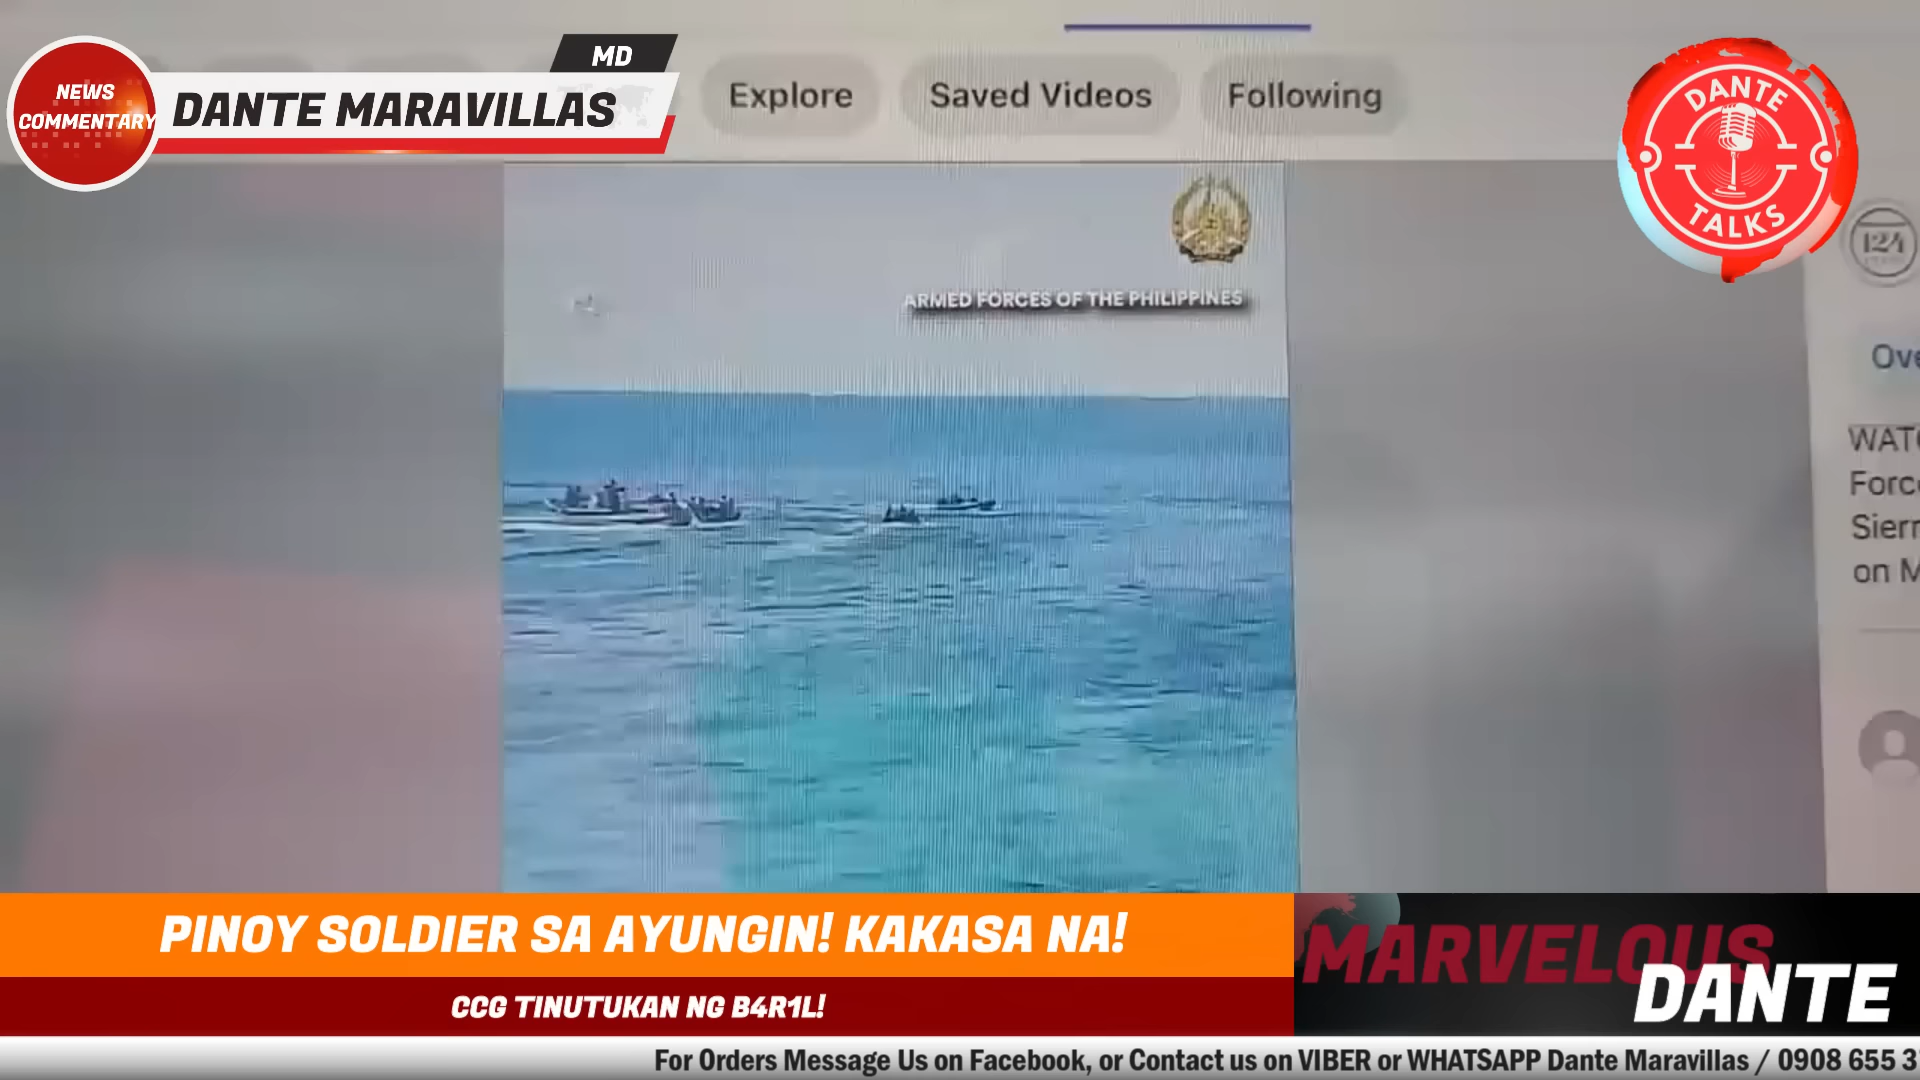 MD
NEWS
COMMENTARY
DANTE MARAVILLAS
Explore
Saved Videos
Following
DANTE
TALKS
124
ARMED FORCES OF THE PHILIPPINES
Ove
WATC
Force
Sierr
on M
PINOY SOLDIER SA AYUNGIN! KAKASA NA!
CCG TINUTUKAN NG B4R1L!
MARVELOUS
DANTE
For Orders Message Us on Facebook, or Contact us on VIBER or WHATSAPP Dante Maravillas / 0908 655 3